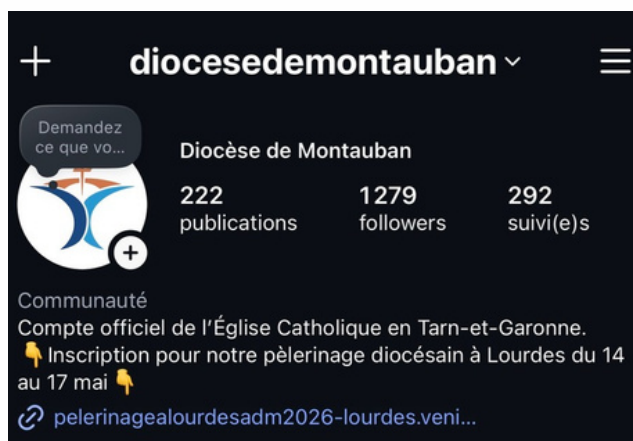 diocesedemontauban
Demandez
ce que vo...
Diocèse de Montauban
222 1279 292
publications followers suivi(e)s
Communauté
Compte officiel de l’Église Catholique en Tarn-et-Garonne.
👇Inscription pour notre pèlerinage diocésain à Lourdes du 14
au 17 mai 👇
pelerinagealourdesadm2026-lourdes.veni...